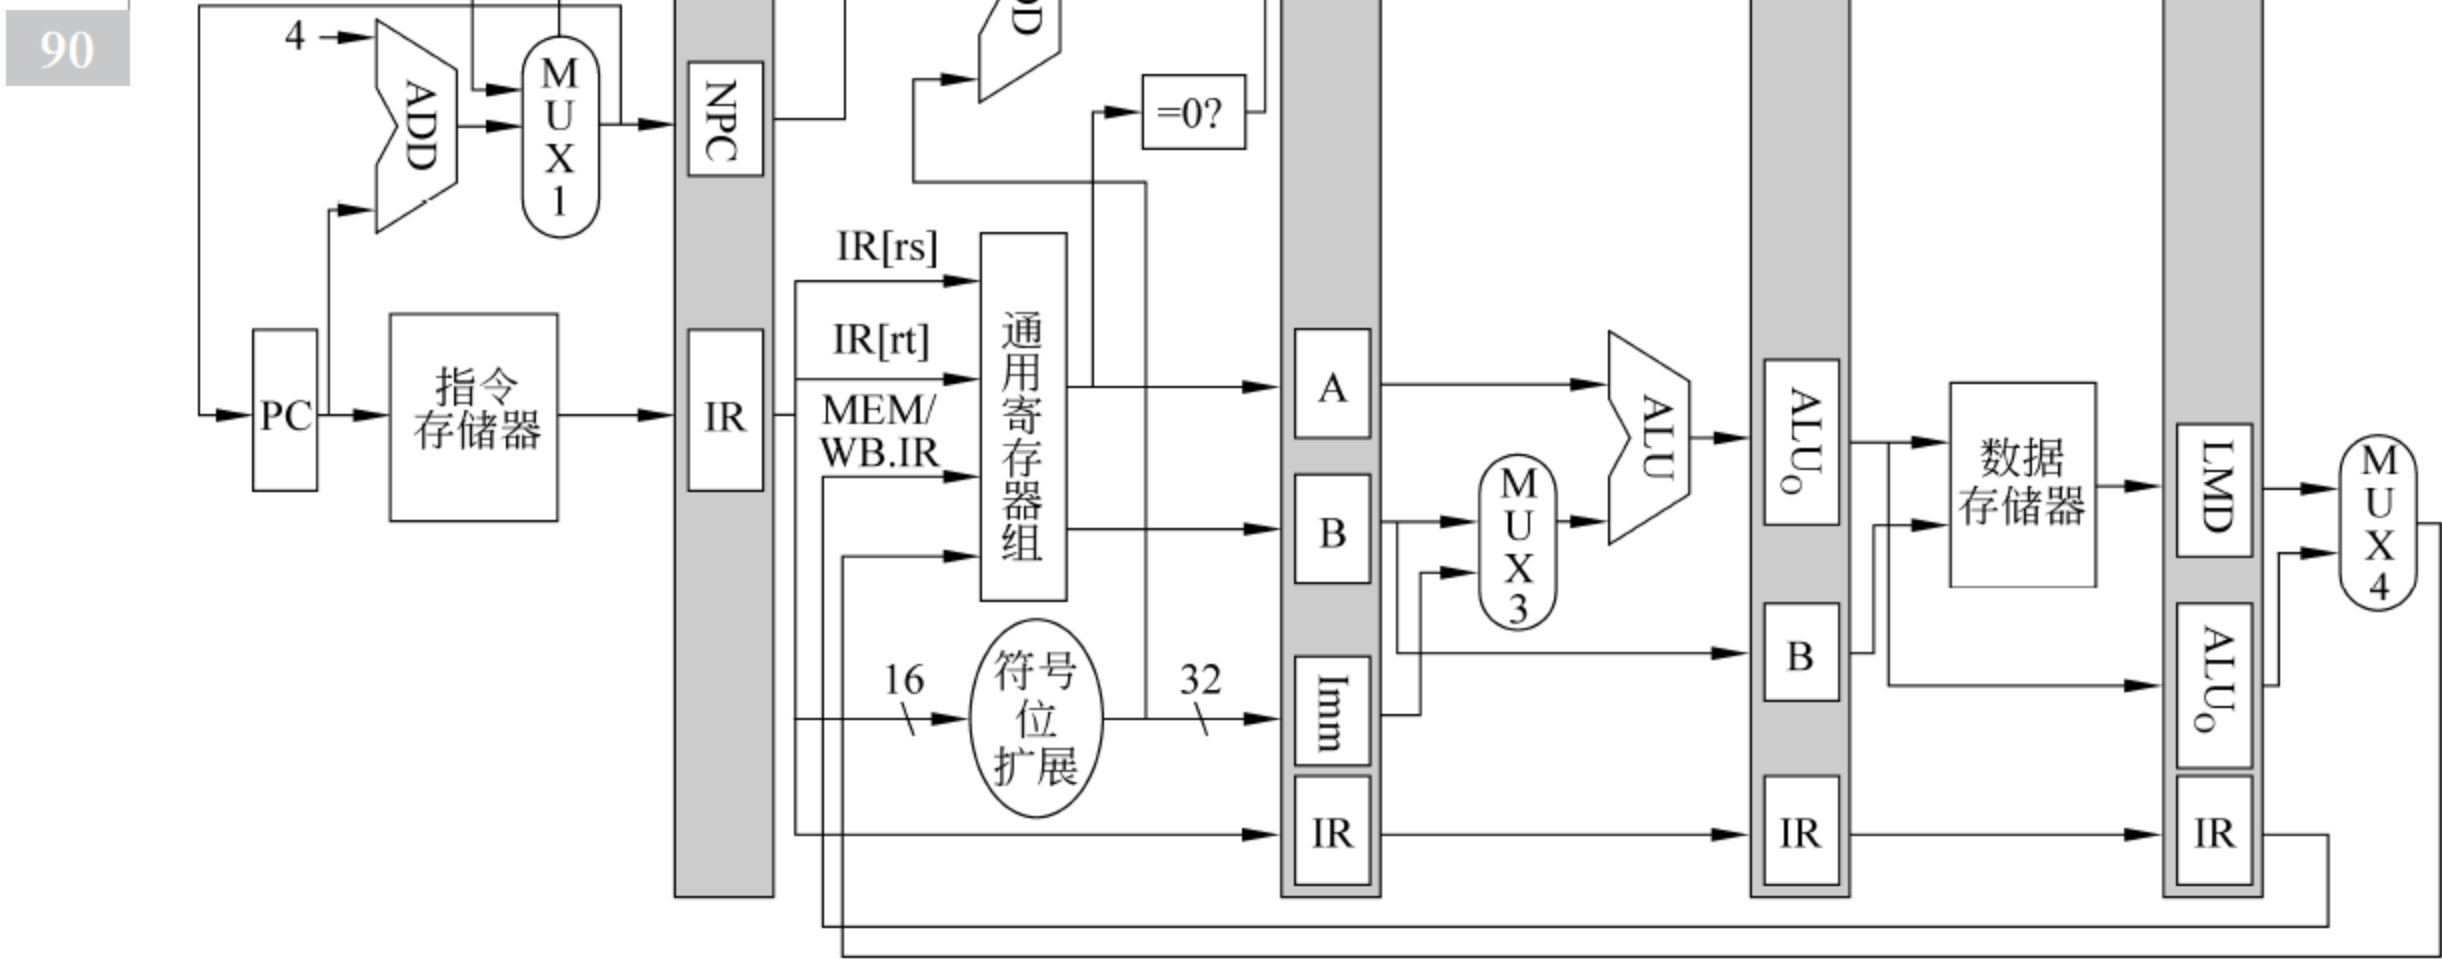 90
4
ADD
MUX1
NPC
=0?
IR[rs]
IR[rt]
MEM/
WB.IR
PC
指令
存储器
IR
通用寄存器组
16
符号
位
扩展
32
A
B
Imm
IR
MUX3
ALU
ALUO
B
IR
数据
存储器
LMD
ALUO
IR
MUX4